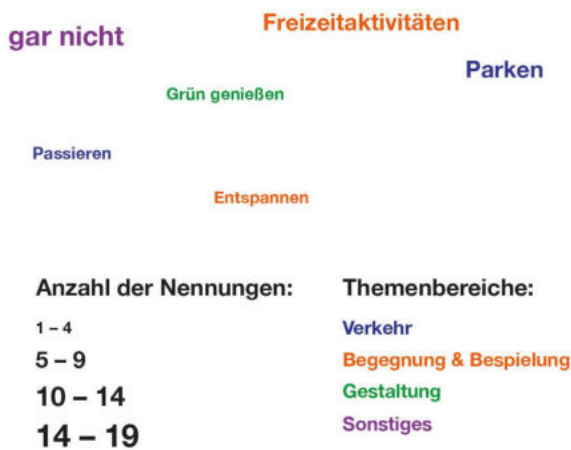 Freizeitaktivitäten
gar nicht
Parken
Grün genießen
Passieren
Entspannen
Anzahl der Nennungen:
1 – 4
5 – 9
10 – 14
14 – 19
Themenbereiche:
Verkehr
Begegnung & Bespielung
Gestaltung
Sonstiges